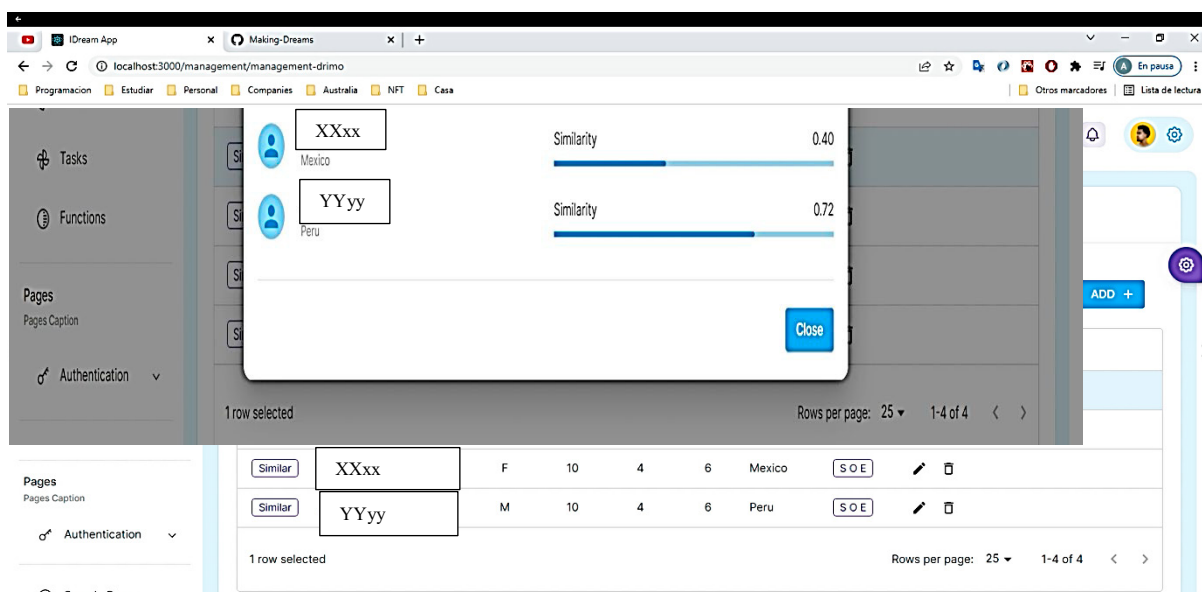 IDream App
Making-Dreams
localhost:3000/management/management-drimo
En pausa
Programacion Estudiar Personal Companies Australia NFT Casa
Otros marcadores Lista de lectura
XXxx Similarity 0.40
Mexico
Tasks
YYyy Similarity 0.72
Peru
Functions
Pages
Pages Caption
ADD +
Close
Authentication
1 row selected Rows per page: 25 1-4 of 4
Similar XXxx F 10 4 6 Mexico S O E
Pages
Pages Caption
Similar YYyy M 10 4 6 Peru S O E
Authentication
1 row selected Rows per page: 25 1-4 of 4